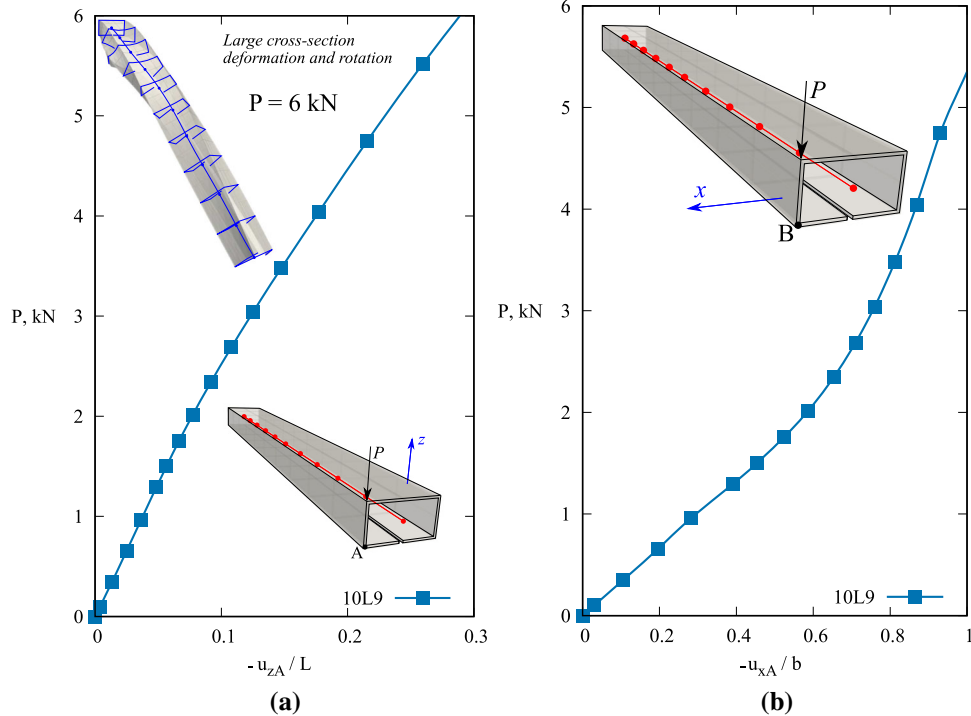 6
5
4
3
2
1
0
P, kN
0
0.1
0.2
0.3
- u_zA / L
Large cross-section
deformation and rotation
P = 6 kN
P
z
A
10L9
(a)
6
5
4
3
2
1
0
P, kN
0
0.2
0.4
0.6
0.8
1
-u_xA / b
P
x
B
10L9
(b)